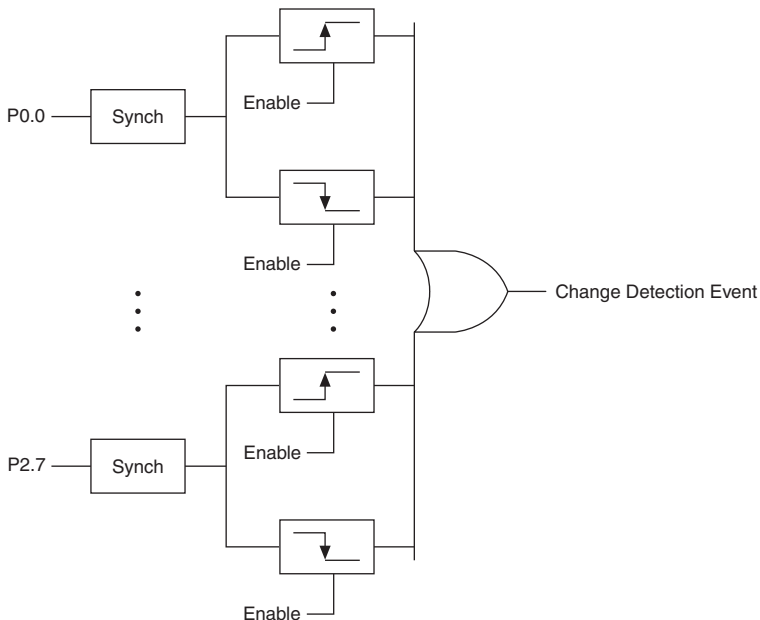 Enable
P0.0
Synch
Enable
Change Detection Event
Enable
P2.7
Synch
Enable